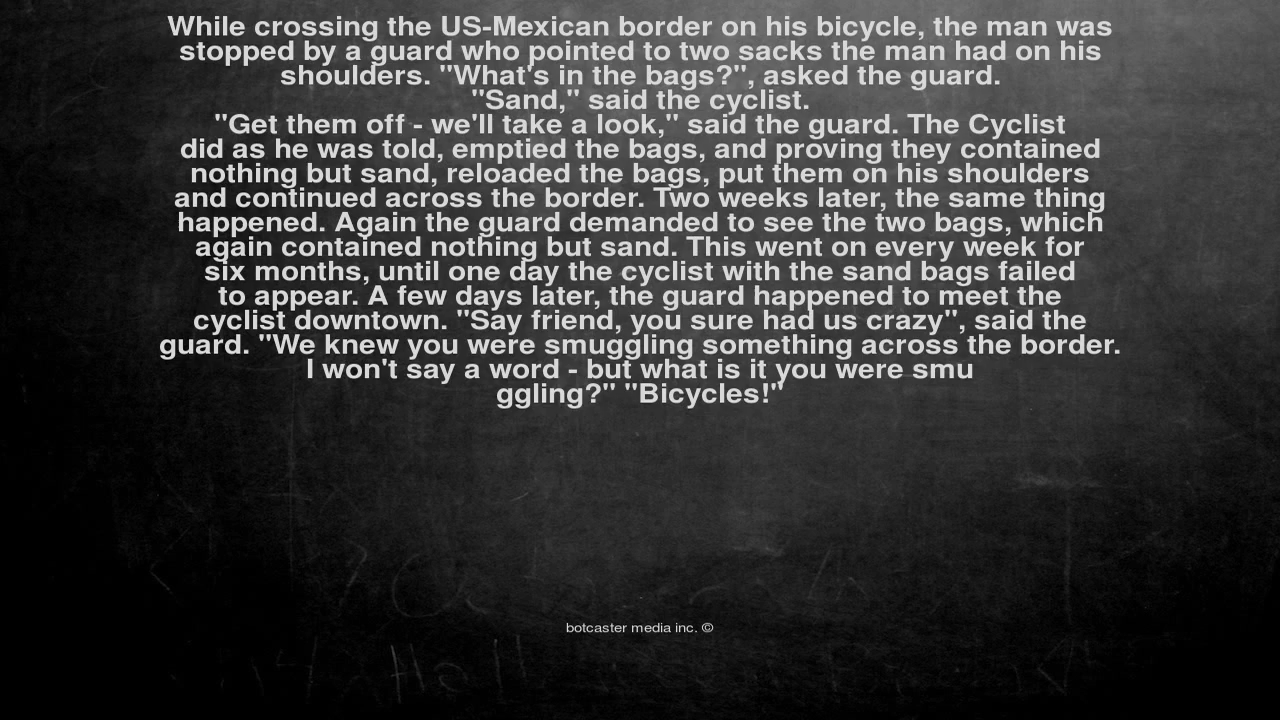 While crossing the US-Mexican border on his bicycle, the man was
stopped by a guard who pointed to two sacks the man had on his
shoulders. "What's in the bags?", asked the guard.
"Sand," said the cyclist.
"Get them off - we'll take a look," said the guard. The Cyclist
did as he was told, emptied the bags, and proving they contained
nothing but sand, reloaded the bags, put them on his shoulders
and continued across the border. Two weeks later, the same thing
happened. Again the guard demanded to see the two bags, which
again contained nothing but sand. This went on every week for
six months, until one day the cyclist with the sand bags failed
to appear. A few days later, the guard happened to meet the
cyclist downtown. "Say friend, you sure had us crazy", said the
guard. "We knew you were smuggling something across the border.
I won't say a word - but what is it you were smu
ggling?" "Bicycles!"
botcaster media inc. ©